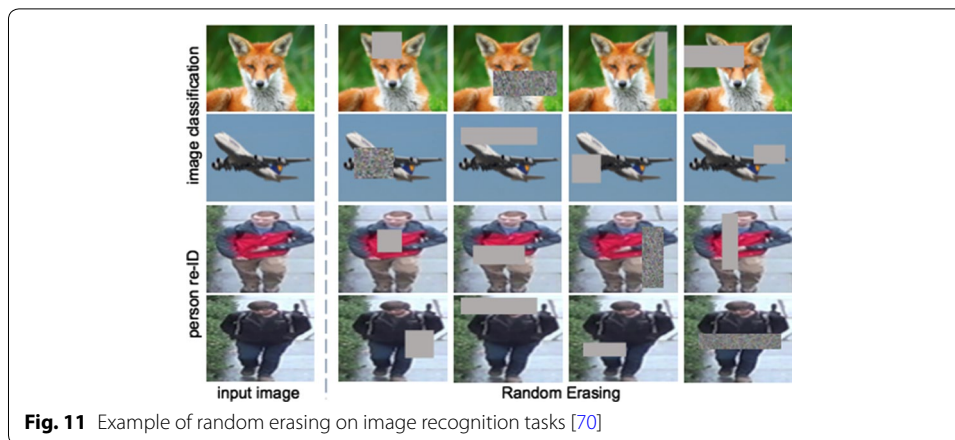 image classification
person re-ID
input image
Random Erasing
Fig. 11 Example of random erasing on image recognition tasks [70]